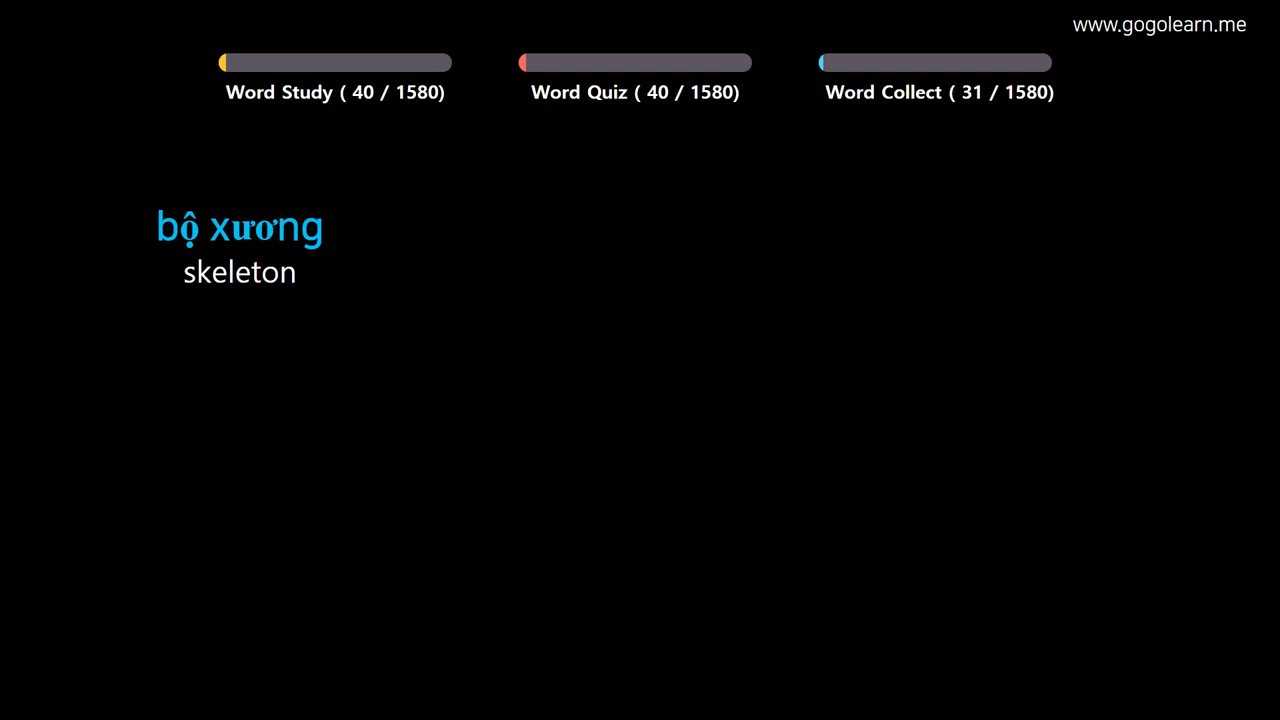 www.gogolearn.me
Word Study ( 40 / 1580)
Word Quiz ( 40 / 1580)
Word Collect ( 31 / 1580)
bộ xương
skeleton